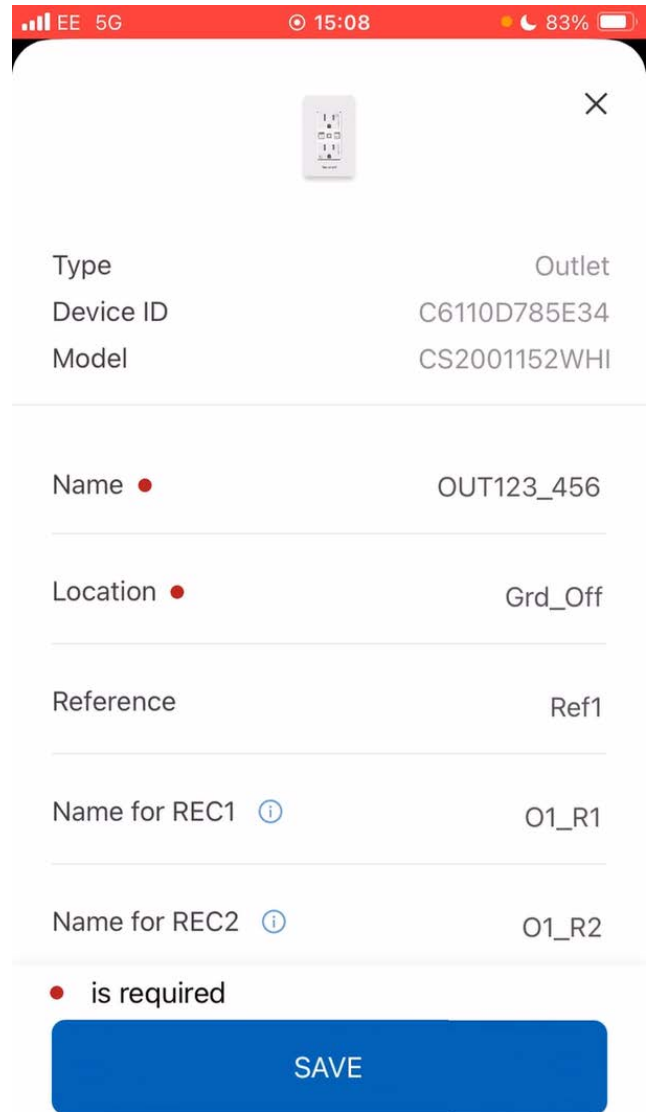 EE 5G 15:08 83%
Type Outlet
Device ID C6110D785E34
Model CS2001152WHI
Name OUT123_456
Location Grd_Off
Reference Ref1
Name for REC1 O1_R1
Name for REC2 O1_R2
is required
SAVE